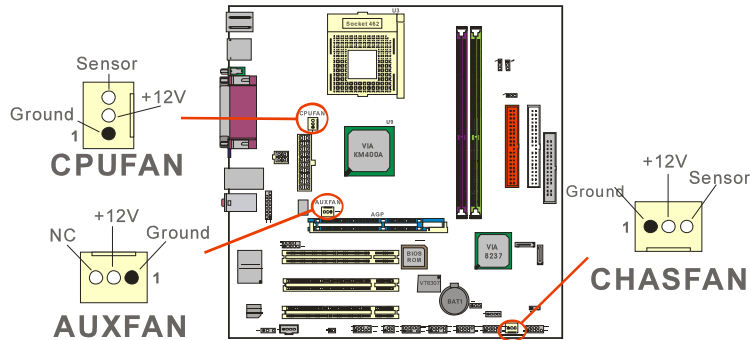 Sensor
+12V
Ground
1
CPUFAN
NC
+12V
Ground
1
AUXFAN
U3
Socket 462
CPUFAN
U9
VIA
KM400A
AUXFAN
AGP
BIOS
ROM
VIA
8237
VT6307
BAT1
+12V
Ground
Sensor
1
CHASFAN